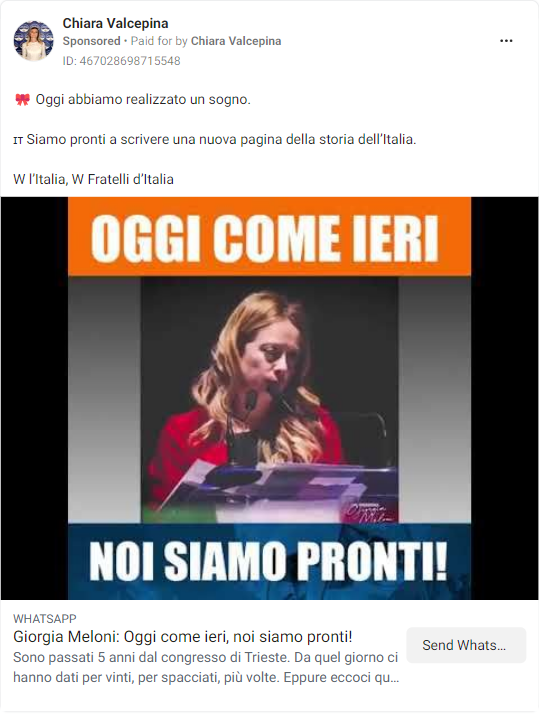 Chiara Valcepina
Sponsored • Paid for by Chiara Valcepina
ID: 467028698715548
🎀 Oggi abbiamo realizzato un sogno.
IT Siamo pronti a scrivere una nuova pagina della storia dell’Italia.
W l’Italia, W Fratelli d’Italia
OGGI COME IERI
Giorgia
Meloni
NOI SIAMO PRONTI!
WHATSAPP
Giorgia Meloni: Oggi come ieri, noi siamo pronti!
Sono passati 5 anni dal congresso di Trieste. Da quel giorno ci
hanno dati per vinti, per spacciati, più volte. Eppure eccoci qu...
Send Whats...